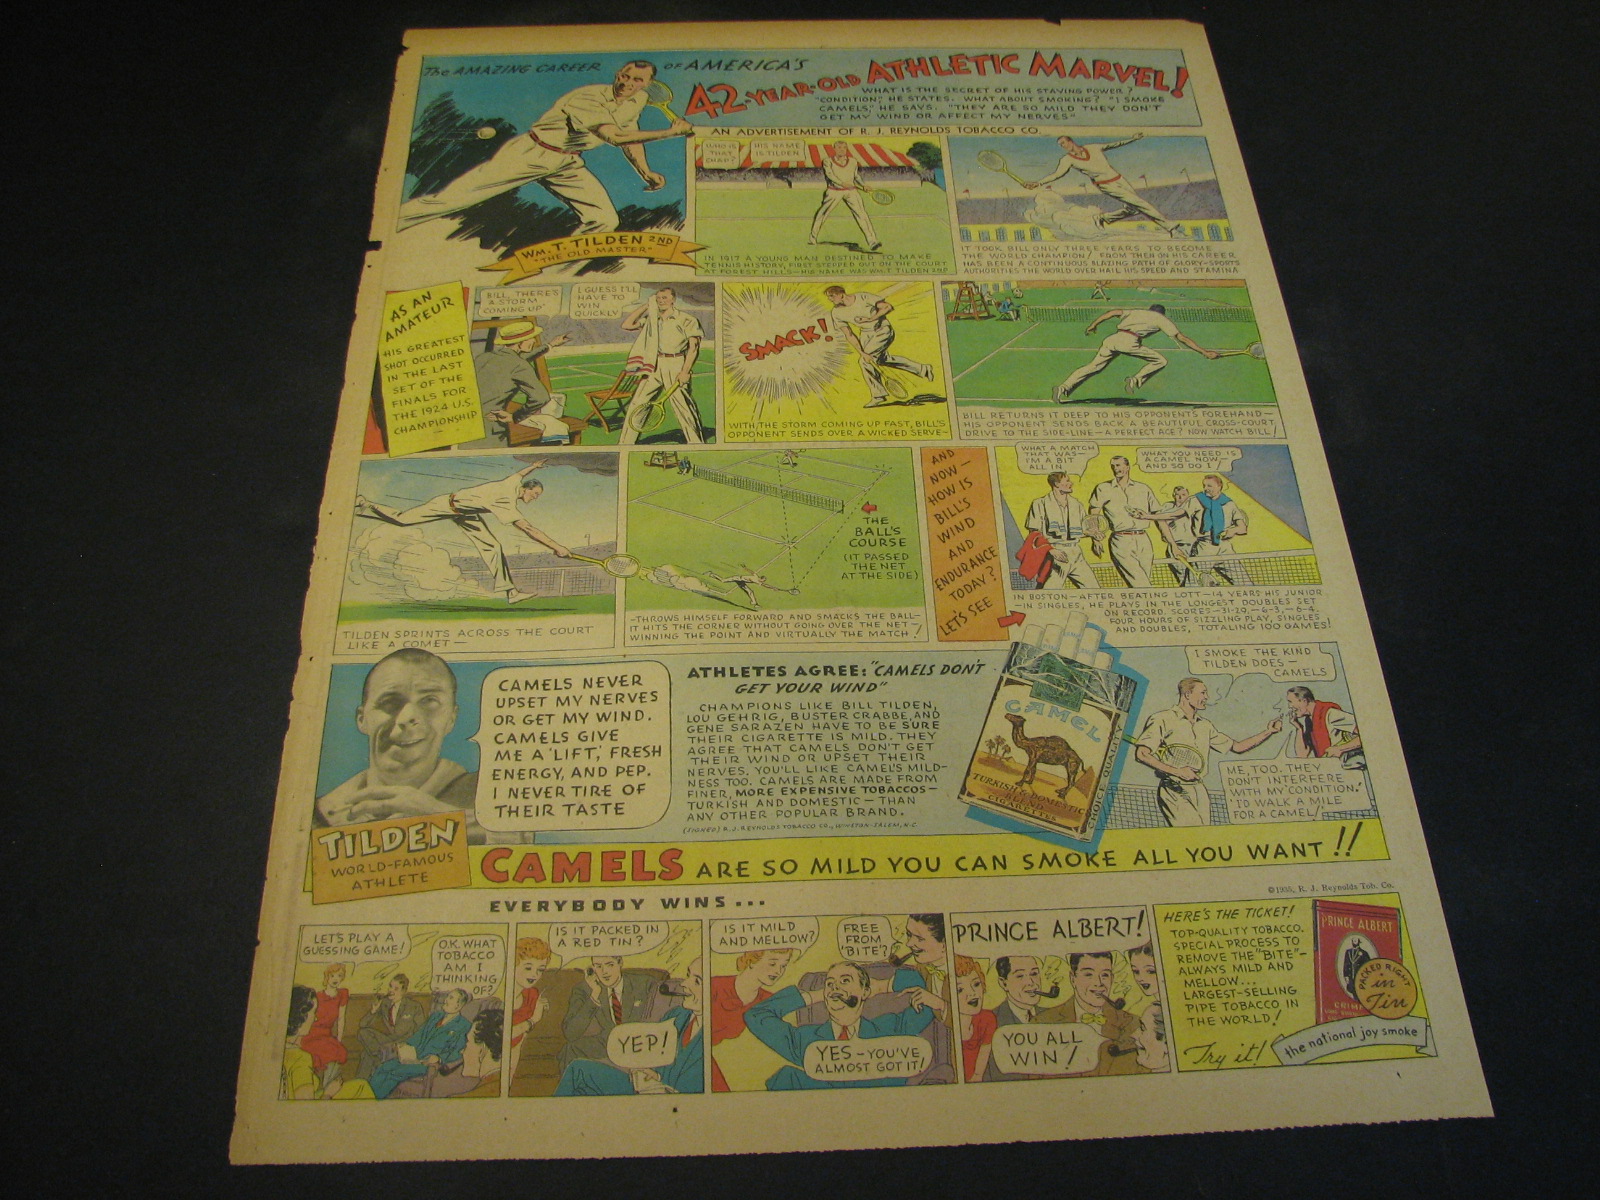 The AMAZING CAREER OF AMERICA'S
42-YEAR-OLD ATHLETIC MARVEL!
WHAT IS THE SECRET OF HIS STAYING POWER?
"CONDITION," HE STATES. WHAT ABOUT SMOKING? "I SMOKE
CAMELS," HE SAYS. "THEY ARE SO MILD THEY DON'T
GET MY WIND OR AFFECT MY NERVES"
AN ADVERTISEMENT OF R. J. REYNOLDS TOBACCO CO.
WM. T. TILDEN 2ND
"THE OLD MASTER"
WHO IS
THAT
CHAP?
HIS NAME
IS TILDEN
IN 1917 A YOUNG MAN DESTINED TO MAKE
TENNIS HISTORY, FIRST STEPPED OUT ON THE COURT
AT FOREST HILLS—HIS NAME WAS WM. T. TILDEN 2ND
IT TOOK BILL ONLY THREE YEARS TO BECOME
THE WORLD CHAMPION! FROM THEN ON HIS CAREER
HAS BEEN A CONTINUOUS BLAZING PATH OF GLORY—SPORTS
AUTHORITIES THE WORLD OVER HAIL HIS SPEED AND STAMINA
AS AN
AMATEUR
HIS GREATEST
SHOT OCCURRED
IN THE LAST
SET OF THE
FINALS FOR
THE 1924 U.S.
CHAMPIONSHIP
BILL, THERE'S
A STORM
COMING UP
I GUESS I'LL
HAVE TO
WIN
QUICKLY
SMACK!
WITH THE STORM COMING UP FAST, BILL'S
OPPONENT SENDS OVER A WICKED SERVE—
BILL RETURNS IT DEEP TO HIS OPPONENTS FOREHAND—
HIS OPPONENT SENDS BACK A BEAUTIFUL CROSS-COURT
DRIVE TO THE SIDE-LINE—A PERFECT ACE? NOW WATCH BILL!
TILDEN SPRINTS ACROSS THE COURT
LIKE A COMET—
THE
BALL'S
COURSE
(IT PASSED
THE NET
AT THE SIDE)
—THROWS HIMSELF FORWARD AND SMACKS THE BALL—
IT HITS THE CORNER WITHOUT GOING OVER THE NET—
WINNING THE POINT AND VIRTUALLY THE MATCH!
AND
NOW—
HOW IS
BILL'S
WIND
AND
ENDURANCE
TODAY?
LET'S SEE
WHAT A MATCH
THAT WAS—
I'M A BIT
ALL IN
WHAT YOU NEED IS
A CAMEL NOW—
AND SO DO I!
IN BOSTON—AFTER BEATING LOTT—14 YEARS HIS JUNIOR
—IN SINGLES, HE PLAYS IN THE LONGEST DOUBLES SET
ON RECORD. SCORES—31-29,—6-3,—6-4.
FOUR HOURS OF SIZZLING PLAY, SINGLES
AND DOUBLES, TOTALING 100 GAMES!
CAMELS NEVER
UPSET MY NERVES
OR GET MY WIND.
CAMELS GIVE
ME A 'LIFT,' FRESH
ENERGY, AND PEP.
I NEVER TIRE OF
THEIR TASTE
TILDEN
WORLD-FAMOUS
ATHLETE
ATHLETES AGREE: "CAMELS DON'T
GET YOUR WIND"
CHAMPIONS LIKE BILL TILDEN,
LOU GEHRIG, BUSTER CRABBE, AND
GENE SARAZEN HAVE TO BE SURE
THEIR CIGARETTE IS MILD. THEY
AGREE THAT CAMELS DON'T GET
THEIR WIND OR UPSET THEIR
NERVES. YOU'LL LIKE CAMEL'S MILD-
NESS TOO. CAMELS ARE MADE FROM
FINER, MORE EXPENSIVE TOBACCOS—
TURKISH AND DOMESTIC—THAN
ANY OTHER POPULAR BRAND.
(SIGNED) R. J. REYNOLDS TOBACCO CO., WINSTON-SALEM, N.C.
CAMEL
TURKISH & DOMESTIC
BLEND
CIGARETTES
CHOICE QUALITY
I SMOKE THE KIND
TILDEN DOES—
CAMELS
ME, TOO. THEY
DON'T INTERFERE
WITH MY CONDITION.
I'D WALK A MILE
FOR A CAMEL!
CAMELS ARE SO MILD YOU CAN SMOKE ALL YOU WANT!!
© 1935, R. J. Reynolds Tob. Co.
EVERYBODY WINS...
LET'S PLAY A
GUESSING GAME!
O.K. WHAT
TOBACCO
AM I
THINKING
OF?
IS IT PACKED IN
A RED TIN?
YEP!
IS IT MILD
AND MELLOW?
FREE
FROM
'BITE'?
YES—YOU'VE
ALMOST GOT IT!
PRINCE ALBERT!
YOU ALL
WIN!
HERE'S THE TICKET!
TOP-QUALITY TOBACCO.
SPECIAL PROCESS TO
REMOVE THE "BITE"—
ALWAYS MILD AND
MELLOW...
LARGEST-SELLING
PIPE TOBACCO IN
THE WORLD!
Try it!
PRINCE ALBERT
CRIMP
PACKED RIGHT
in
Tin
the national joy smoke